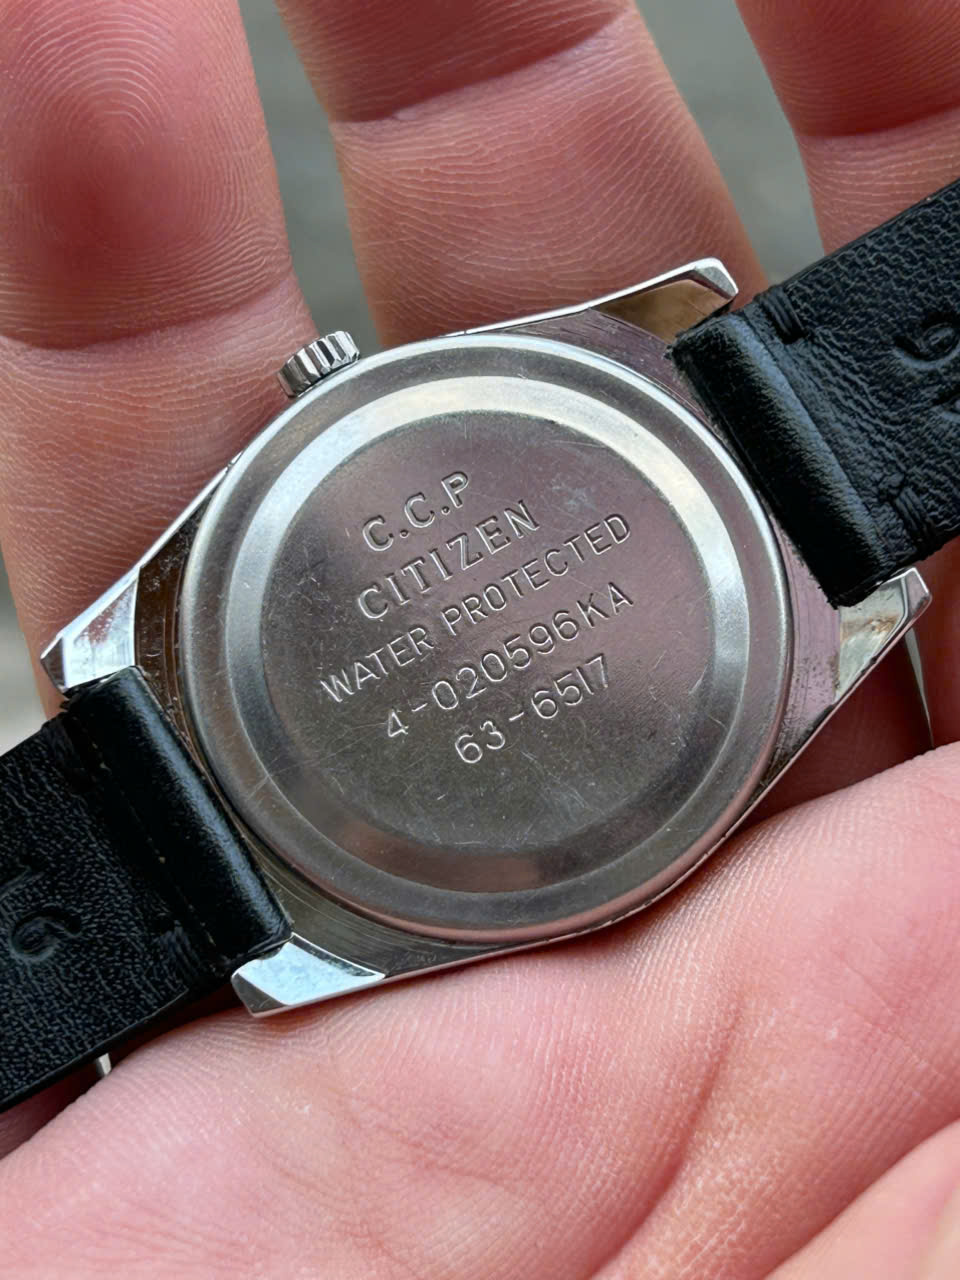 C.C.P
CITIZEN
WATER PROTECTED
4-020596KA
63-6517